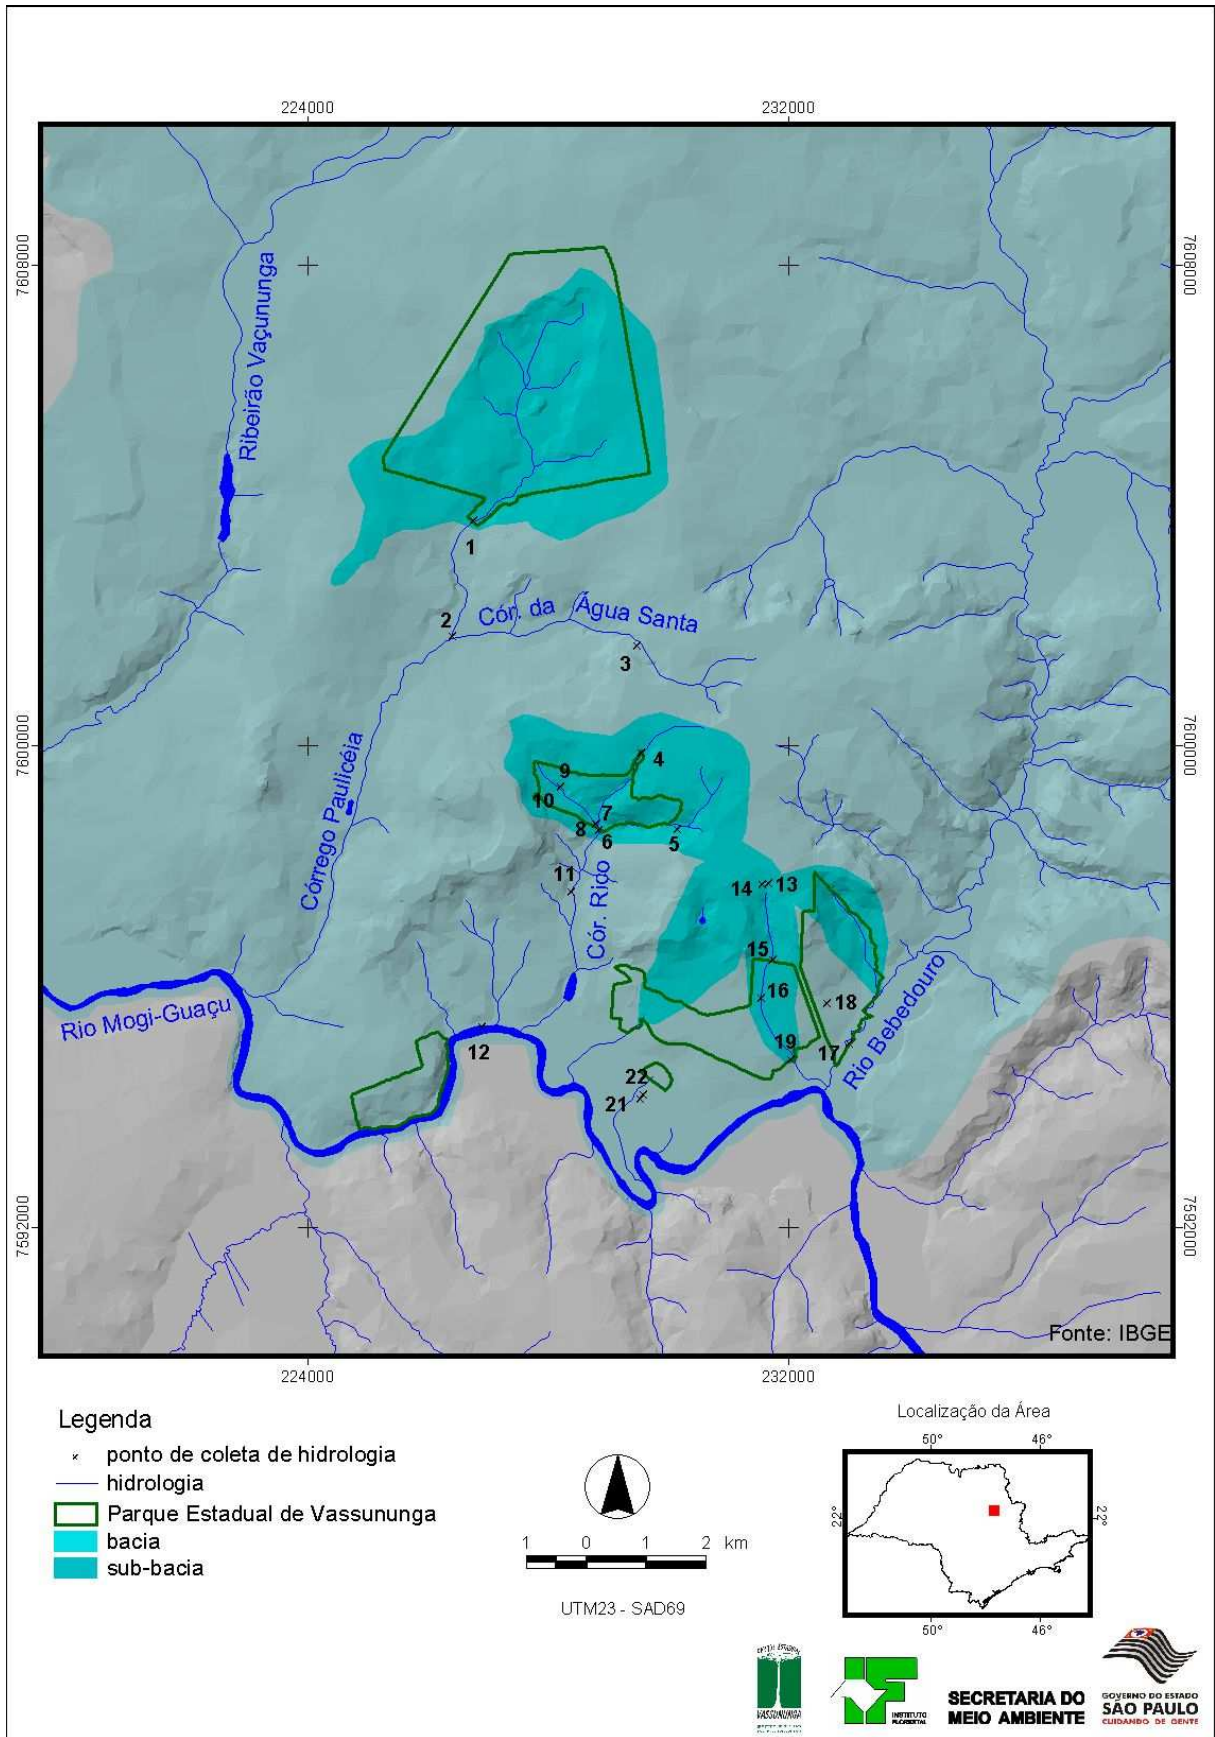 224000
232000
7608000
7608000
Ribeirão Vaçununga
1
2
Cór. da Água Santa
3
7600000
7600000
4
9
10
7
8
6
5
Córrego Paulicéia
11
Cór. Rico
14
13
15
16
18
Rio Mogi-Guaçu
12
19
17
Rio Bebedouro
22
21
7592000
7592000
Fonte: IBGE
224000
232000
Legenda
ponto de coleta de hidrologia
hidrologia
Parque Estadual de Vassununga
bacia
sub-bacia
1 0 1 2 km
UTM23 - SAD69
Localização da Área
50° 46°
22°
22°
50° 46°
VASSUNUNGA
IF
INSTITUTO
FLORESTAL
SECRETARIA DO
MEIO AMBIENTE
GOVERNO DO ESTADO
SÃO PAULO
CUIDANDO DE GENTE